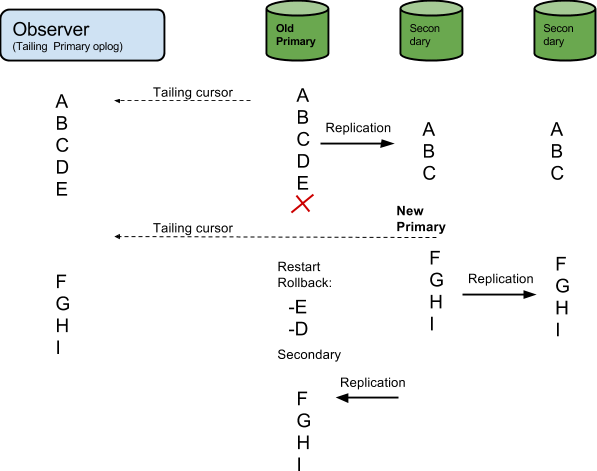 Observer
(Tailing Primary oplog)
Old
Primary
Secon
dary
Secon
dary
Tailing cursor
A
B
C
D
E
A
B
C
D
E
Replication
A
B
C
A
B
C
New
Primary
Tailing cursor
F
G
H
I
Restart
Rollback:
-E
-D
Secondary
F
G
H
I
Replication
F
G
H
I
Replication
F
G
H
I